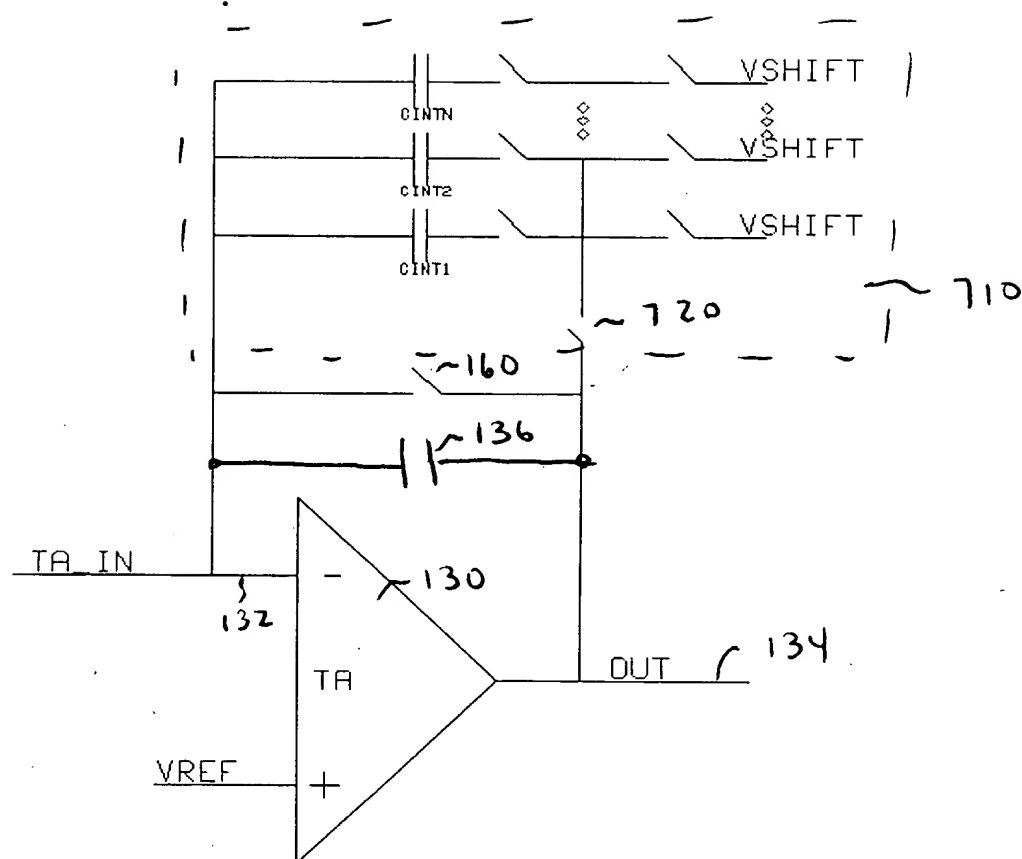 VSHIFT
CINTN
VSHIFT
CINT2
VSHIFT
CINT1
710
720
160
136
TA_IN
-
130
132
TA
OUT
134
VREF
+